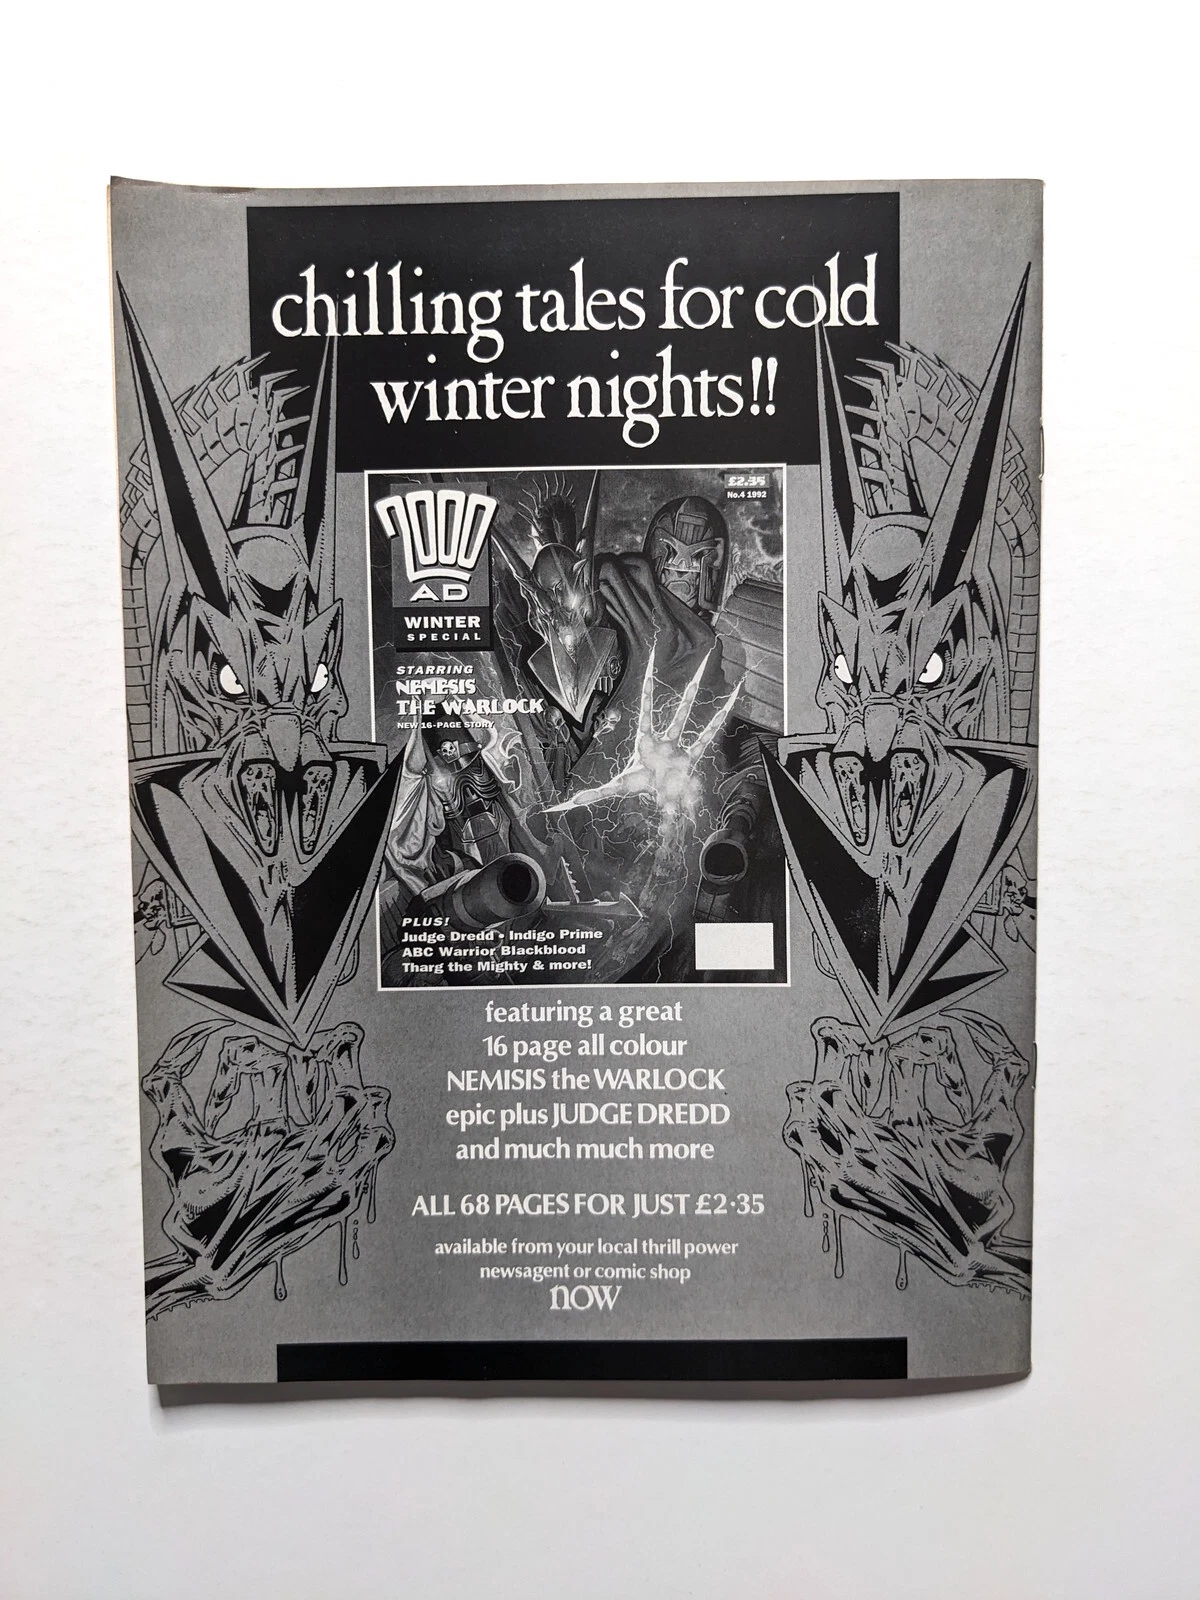 chilling tales for cold
winter nights!!
£2.35
No.4 1992
2000
AD
WINTER
SPECIAL
STARRING
NEMESIS
THE WARLOCK
NEW 16-PAGE STORY
PLUS!
Judge Dredd • Indigo Prime
ABC Warrior Blackblood
Tharg the Mighty & more!
featuring a great
16 page all colour
NEMISIS the WARLOCK
epic plus JUDGE DREDD
and much much more
ALL 68 PAGES FOR JUST £2·35
available from your local thrill power
newsagent or comic shop
now